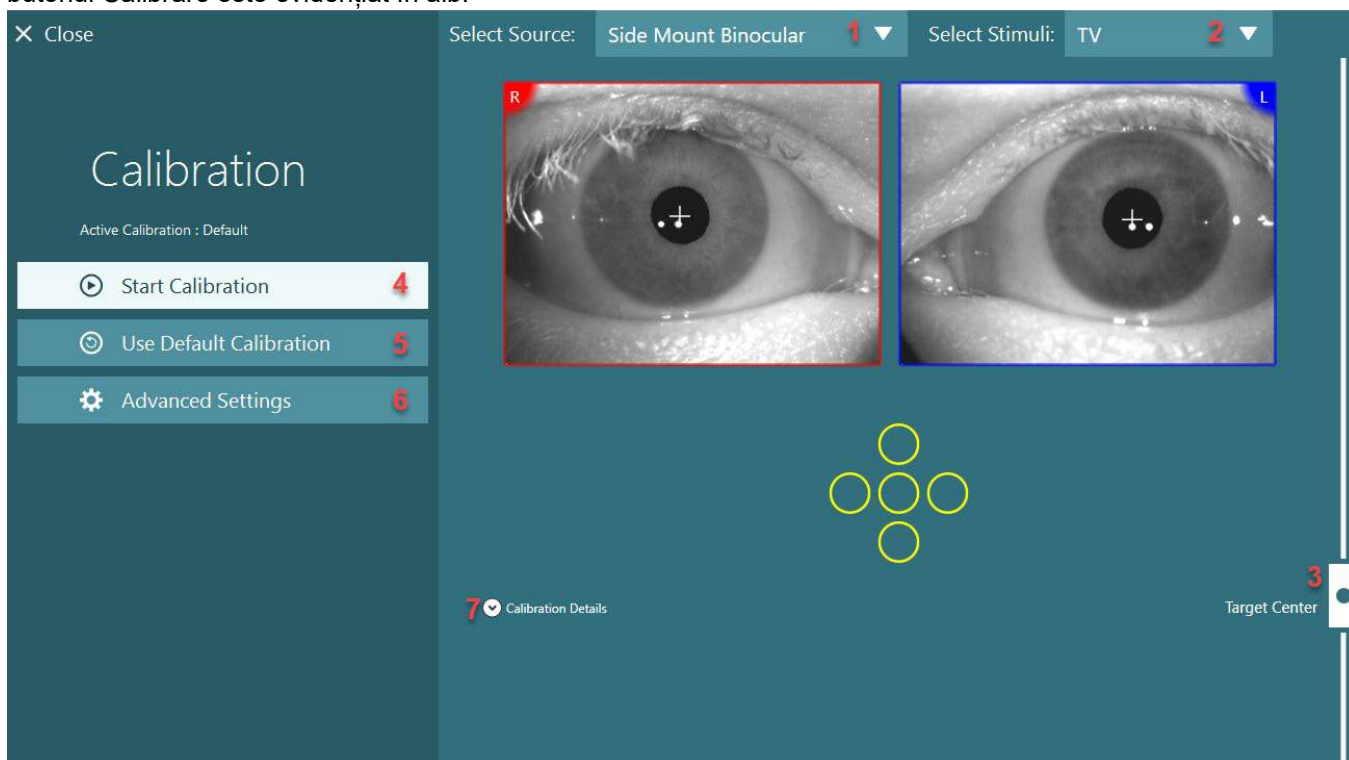 butonul Calibrare este evidențiat în alb.
Close
Select Source: Side Mount Binocular 1 Select Stimuli: TV 2
R L
Calibration
Active Calibration : Default
Start Calibration 4
Use Default Calibration 5
Advanced Settings 6
3
7 Calibration Details
Target Center